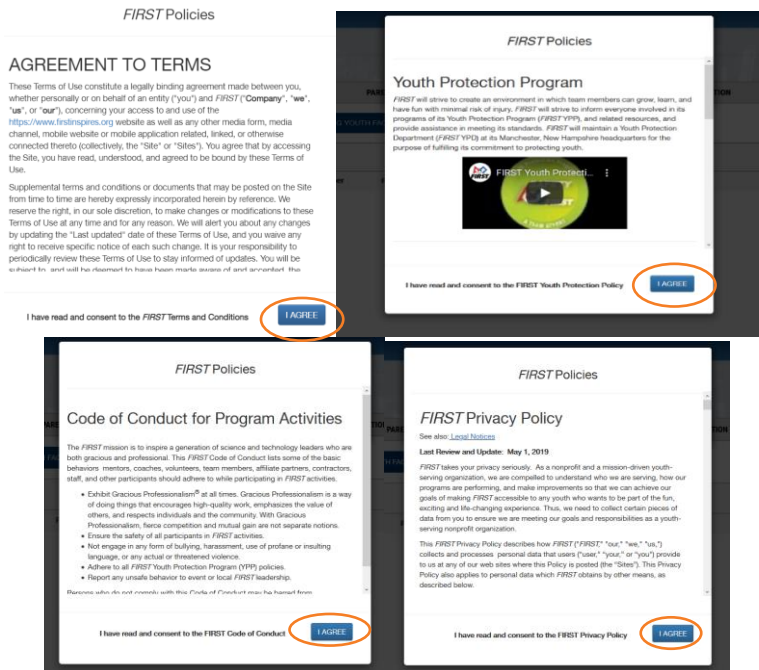 FIRST Policies
AGREEMENT TO TERMS
These Terms of Use constitute a legally binding agreement made between you,
whether personally or on behalf of an entity ("you") and FIRST ("Company", "we",
"us", or "our"), concerning your access to and use of the
https://www.firstinspires.org website as well as any other media form, media
channel, mobile website or mobile application related, linked, or otherwise
connected thereto (collectively, the "Site" or "Sites"). You agree that by accessing
the Site, you have read, understood, and agreed to be bound by these Terms of
Use.
Supplemental terms and conditions or documents that may be posted on the Site
from time to time are hereby expressly incorporated herein by reference. We
reserve the right, in our sole discretion, to make changes or modifications to these
Terms of Use at any time and for any reason. We will alert you about any changes
by updating the "Last updated" date of these Terms of Use, and you waive any
right to receive specific notice of each such change. It is your responsibility to
periodically review these Terms of Use to stay informed of updates. You will be
subject to, and will be deemed to have been made aware of and accepted, the
I have read and consent to the FIRST Terms and Conditions
I AGREE
FIRST Policies
Youth Protection Program
FIRST will strive to create an environment in which team members can grow, learn, and
have fun with minimal risk of injury. FIRST will strive to inform everyone involved in its
programs of its Youth Protection Program (FIRST YPP), and related resources, and
provide assistance in meeting its standards. FIRST will maintain a Youth Protection
Department (FIRST YPD) at its Manchester, New Hampshire headquarters for the
purpose of fulfilling its commitment to protecting youth.
FIRST Youth Protecti...
I have read and consent to the FIRST Youth Protection Policy
I AGREE
FIRST Policies
Code of Conduct for Program Activities
The FIRST mission is to inspire a generation of science and technology leaders who are
both gracious and professional. This FIRST Code of Conduct lists some of the basic
behaviors mentors, coaches, volunteers, team members, affiliate partners, contractors,
staff, and other participants should adhere to while participating in FIRST activities.
• Exhibit Gracious Professionalism® at all times. Gracious Professionalism is a way
of doing things that encourages high-quality work, emphasizes the value of
others, and respects individuals and the community. With Gracious
Professionalism, fierce competition and mutual gain are not separate notions.
• Ensure the safety of all participants in FIRST activities.
• Not engage in any form of bullying, harassment, use of profane or insulting
language, or any actual or threatened violence.
• Adhere to all FIRST Youth Protection Program (YPP) policies.
• Report any unsafe behavior to event or local FIRST leadership.
Persons who do not comply with this Code of Conduct may be barred from
I have read and consent to the FIRST Code of Conduct
I AGREE
FIRST Policies
FIRST Privacy Policy
See also: Legal Notices
Last Review and Update: May 1, 2019
FIRST takes your privacy seriously. As a nonprofit and a mission-driven youth-
serving organization, we are compelled to understand who we are serving, how our
programs are performing, and make improvements so that we can achieve our
goals of making FIRST accessible to any youth who wants to be part of the fun,
exciting and life-changing experience. Thus, we need to collect certain pieces of
data from you to ensure we are meeting our goals and responsibilities as a youth-
serving nonprofit organization.
This FIRST Privacy Policy describes how FIRST ("FIRST," "our," "we," "us,")
collects and processes personal data that users ("user," "your," or "you") provide
to us at any of our web sites where this Policy is posted (the "Sites"). This Privacy
Policy also applies to personal data which FIRST obtains by other means, as
described below.
I have read and consent to the FIRST Privacy Policy
I AGREE